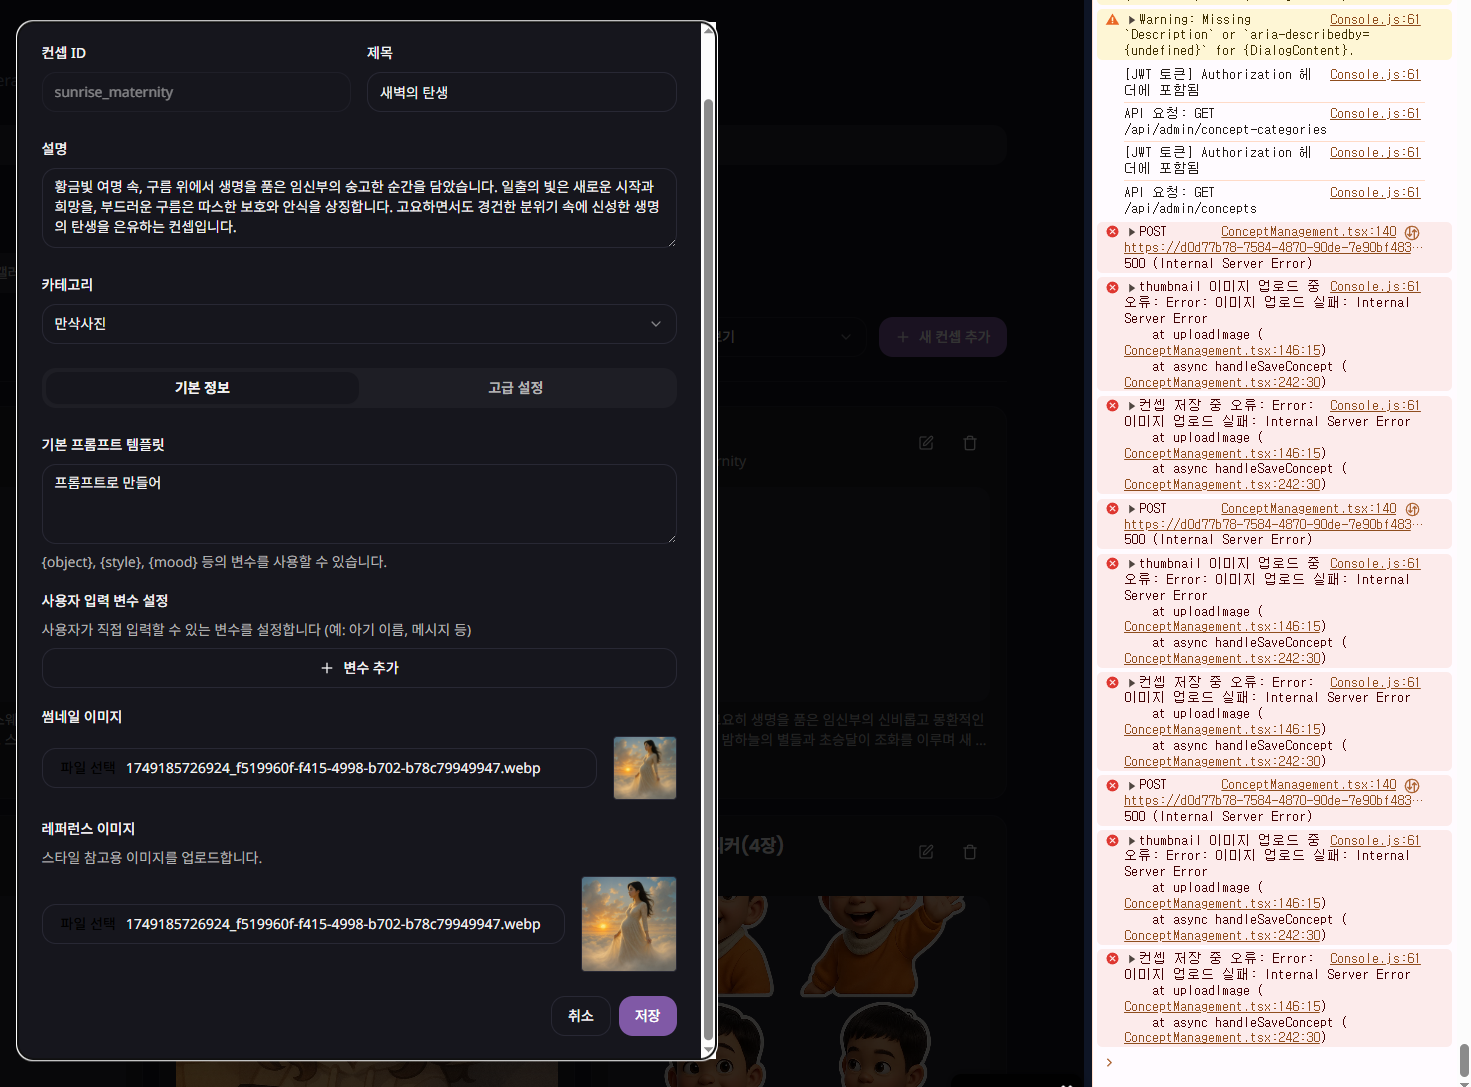 컨셉 ID
제목
sunrise_maternity
새벽의 탄생
설명
황금빛 여명 속, 구름 위에서 생명을 품은 임신부의 숭고한 순간을 담았습니다. 일출의 빛은 새로운 시작과
희망을, 부드러운 구름은 따스한 보호와 안식을 상징합니다. 고요하면서도 경건한 분위기 속에 신성한 생명
의 탄생을 은유하는 컨셉입니다.
카테고리
만삭사진
기본 정보
고급 설정
기본 프롬프트 템플릿
프롬프트로 만들어
{object}, {style}, {mood} 등의 변수를 사용할 수 있습니다.
사용자 입력 변수 설정
사용자가 직접 입력할 수 있는 변수를 설정합니다 (예: 아기 이름, 메시지 등)
+ 변수 추가
썸네일 이미지
파일 선택 1749185726924_f519960f-f415-4998-b702-b78c79949947.webp
레퍼런스 이미지
스타일 참고용 이미지를 업로드합니다.
파일 선택 1749185726924_f519960f-f415-4998-b702-b78c79949947.webp
취소
저장
+ 새 컨셉 추가
rnity
요히 생명을 품은 임신부의 신비롭고 몽환적인
밤하늘의 별들과 초승달이 조화를 이루며 새 ...
커(4장)
Warning: Missing Console.js:61
`Description` or `aria-describedby=
{undefined}` for {DialogContent}.
[JWT 토큰] Authorization 헤 Console.js:61
더에 포함됨
API 요청: GET Console.js:61
/api/admin/concept-categories
[JWT 토큰] Authorization 헤 Console.js:61
더에 포함됨
API 요청: GET Console.js:61
/api/admin/concepts
POST ConceptManagement.tsx:140
https://d0d77b78-7584-4870-90de-7e90bf483…
500 (Internal Server Error)
thumbnail 이미지 업로드 중 Console.js:61
오류: Error: 이미지 업로드 실패: Internal
Server Error
at uploadImage (
ConceptManagement.tsx:146:15)
at async handleSaveConcept (
ConceptManagement.tsx:242:30)
컨셉 저장 중 오류: Error: Console.js:61
이미지 업로드 실패: Internal Server Error
at uploadImage (
ConceptManagement.tsx:146:15)
at async handleSaveConcept (
ConceptManagement.tsx:242:30)
POST ConceptManagement.tsx:140
https://d0d77b78-7584-4870-90de-7e90bf483…
500 (Internal Server Error)
thumbnail 이미지 업로드 중 Console.js:61
오류: Error: 이미지 업로드 실패: Internal
Server Error
at uploadImage (
ConceptManagement.tsx:146:15)
at async handleSaveConcept (
ConceptManagement.tsx:242:30)
컨셉 저장 중 오류: Error: Console.js:61
이미지 업로드 실패: Internal Server Error
at uploadImage (
ConceptManagement.tsx:146:15)
at async handleSaveConcept (
ConceptManagement.tsx:242:30)
POST ConceptManagement.tsx:140
https://d0d77b78-7584-4870-90de-7e90bf483…
500 (Internal Server Error)
thumbnail 이미지 업로드 중 Console.js:61
오류: Error: 이미지 업로드 실패: Internal
Server Error
at uploadImage (
ConceptManagement.tsx:146:15)
at async handleSaveConcept (
ConceptManagement.tsx:242:30)
컨셉 저장 중 오류: Error: Console.js:61
이미지 업로드 실패: Internal Server Error
at uploadImage (
ConceptManagement.tsx:146:15)
at async handleSaveConcept (
ConceptManagement.tsx:242:30)